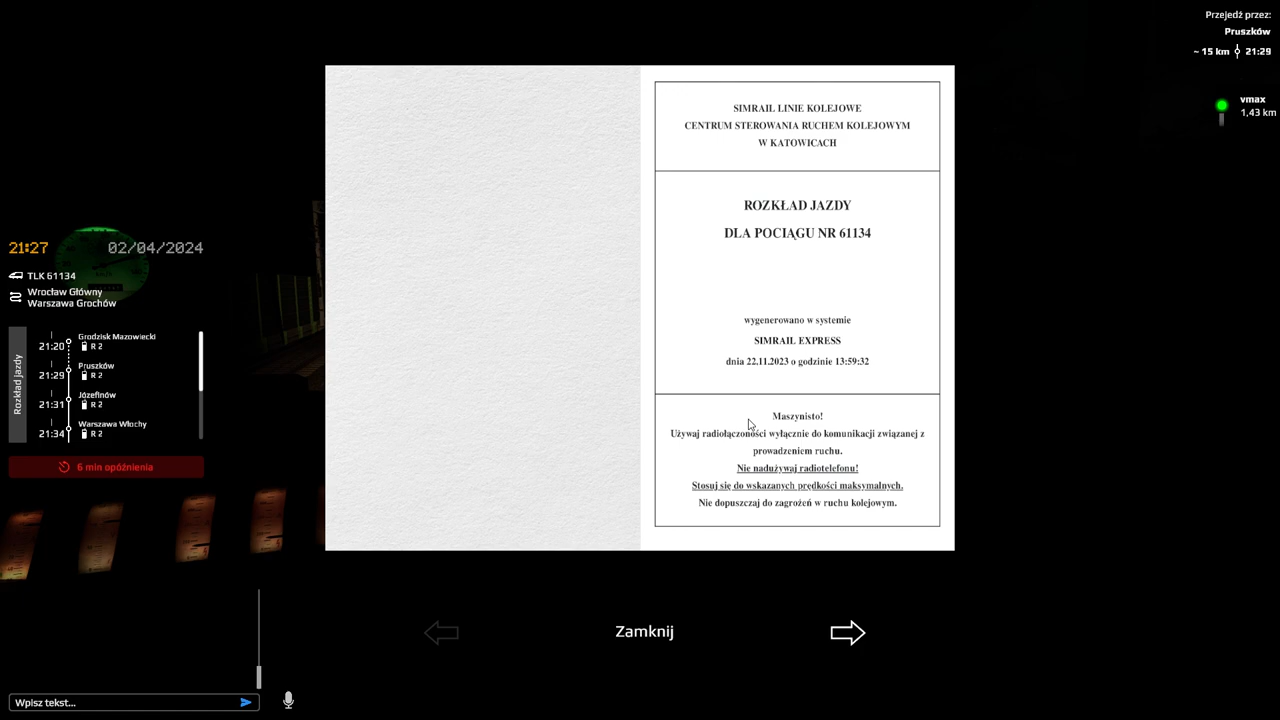 Przejedź przez:
Pruszków
~ 15 km 21:29
vmax
1,43 km
SIMRAIL LINIE KOLEJOWE
CENTRUM STEROWANIA RUCHEM KOLEJOWYM
W KATOWICACH
ROZKŁAD JAZDY
DLA POCIĄGU NR 61134
wygenerowano w systemie
SIMRAIL EXPRESS
dnia 22.11.2023 o godzinie 13:59:32
Maszynisto!
Używaj radiołączoności wyłącznie do komunikacji związanej z
prowadzeniem ruchu.
Nie nadużywaj radiotelefonu!
Stosuj się do wskazanych prędkości maksymalnych.
Nie dopuszczaj do zagrożeń w ruchu kolejowym.
21:27 02/04/2024
TLK 61134
Wrocław Główny
Warszawa Grochów
Rozkład jazdy
Grodzisk Mazowiecki
21:20 R 2
Pruszków
21:29 R 2
Józefinów
21:31 R 2
Warszawa Włochy
21:34 R 2
6 min opóźnienia
Zamknij
Wpisz tekst...